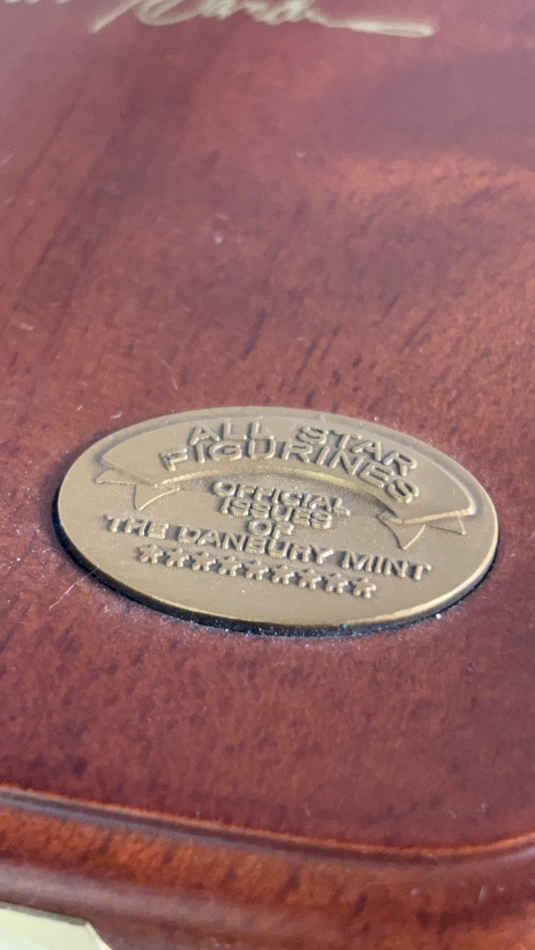 ALL STAR
FIGURINES
OFFICIAL
ISSUES
OF
THE DANBURY MINT